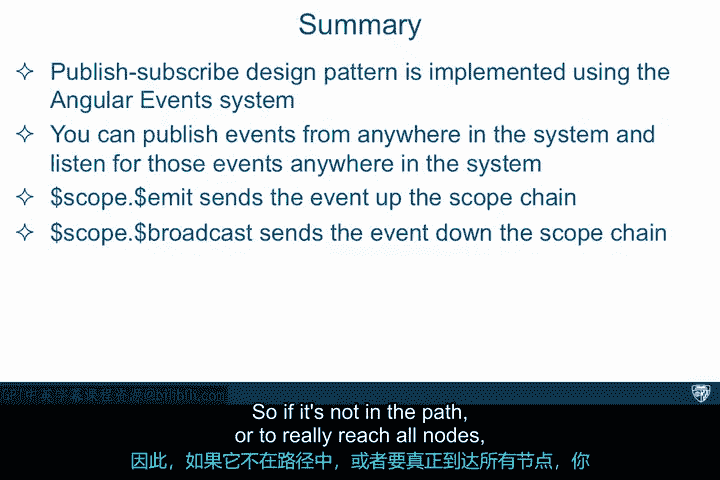 Summary
✧ Publish-subscribe design pattern is implemented using the
Angular Events system
✧ You can publish events from anywhere in the system and
listen for those events anywhere in the system
✧ $scope.$emit sends the event up the scope chain
✧ $scope.$broadcast sends the event down the scope chain
So if it's not in the path,
or to really reach all nodes,
因此，如果它不在路径中，或者要真正到达所有节点，你